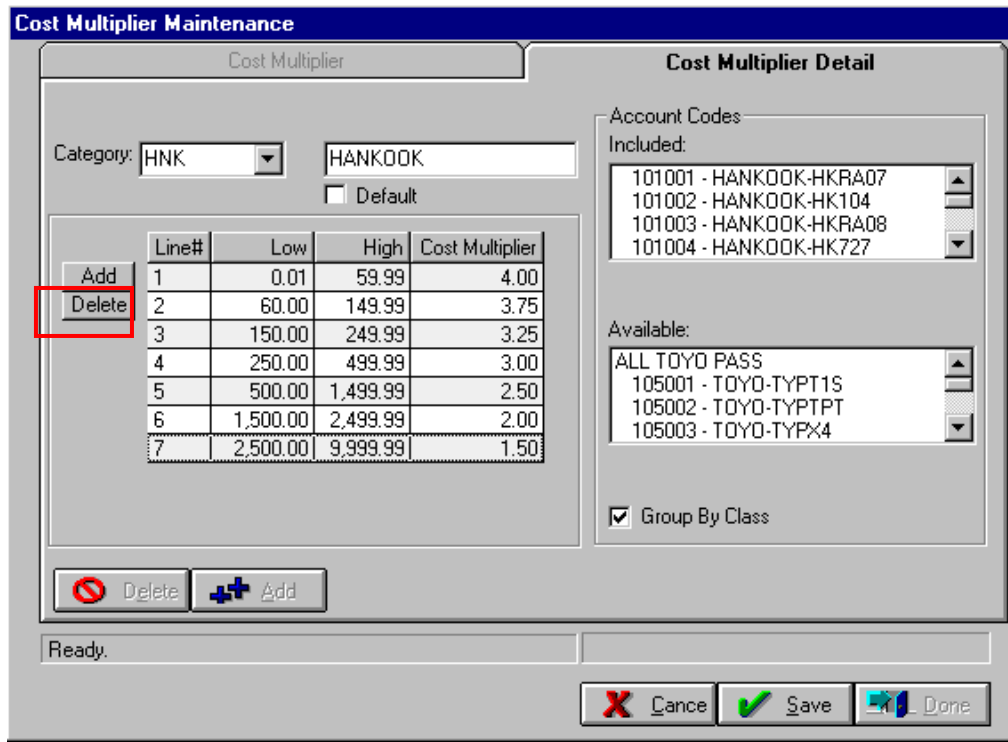 Cost Multiplier Maintenance
Cost Multiplier
Cost Multiplier Detail
Category: HNK HANKOOK
Default
Line# Low High Cost Multiplier
Add
Delete
1 0.01 59.99 4.00
2 60.00 149.99 3.75
3 150.00 249.99 3.25
4 250.00 499.99 3.00
5 500.00 1,499.99 2.50
6 1,500.00 2,499.99 2.00
7 2,500.00 9,999.99 1.50
Account Codes
Included:
101001 - HANKOOK-HKRA07
101002 - HANKOOK-HK104
101003 - HANKOOK-HKRA08
101004 - HANKOOK-HK727
Available:
ALL TOYO PASS
105001 - TOYO-TYPT1S
105002 - TOYO-TYPTPT
105003 - TOYO-TYPX4
Group By Class
Delete Add
Ready.
Cance Save Done